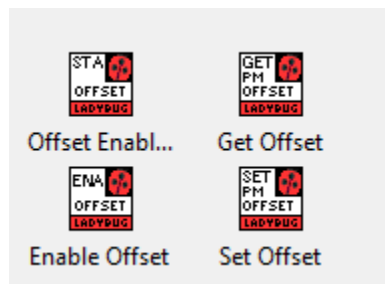 STA
OFFSET
LADYBUG
Offset Enabl...
GET
PM
OFFSET
LADYBUG
Get Offset
ENA
OFFSET
LADYBUG
Enable Offset
SET
PM
OFFSET
LADYBUG
Set Offset